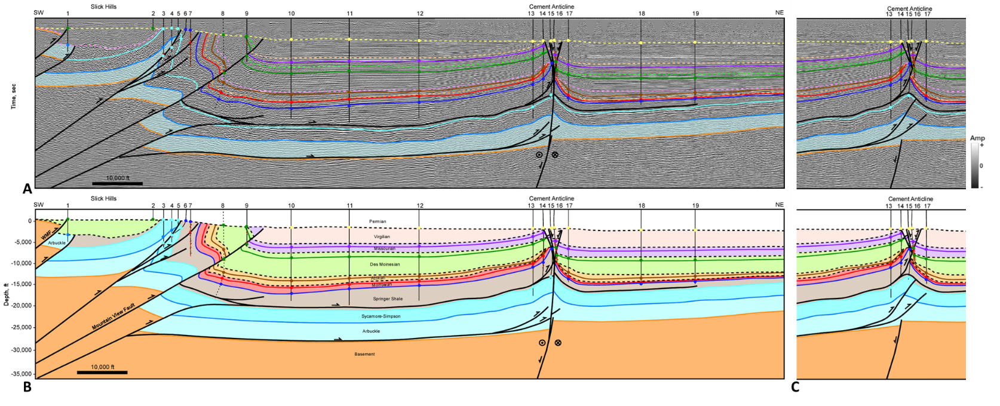 Slick Hills
Cement Anticline
SW 1 2 3 4 5 6 7 8 9 10 11 12 13 14 15 16 17 18 19 NE
Cement Anticline
13 14 15 16 17
Time, sec
10,000 ft
A
Amp
+
0
-
Slick Hills
Cement Anticline
SW 1 2 3 4 5 6 7 8 9 10 11 12 13 14 15 16 17 18 19 NE
Cement Anticline
13 14 15 16 17
Depth, ft
0
-5,000
-10,000
-15,000
-20,000
-25,000
-30,000
-35,000
WMF
Arbuckle
Mountain View Fault
Permian
Virgilian
Missourian
Des Moinesian
Atokan
Morrowan
Springer Shale
Sycamore-Simpson
Arbuckle
Basement
10,000 ft
B
C